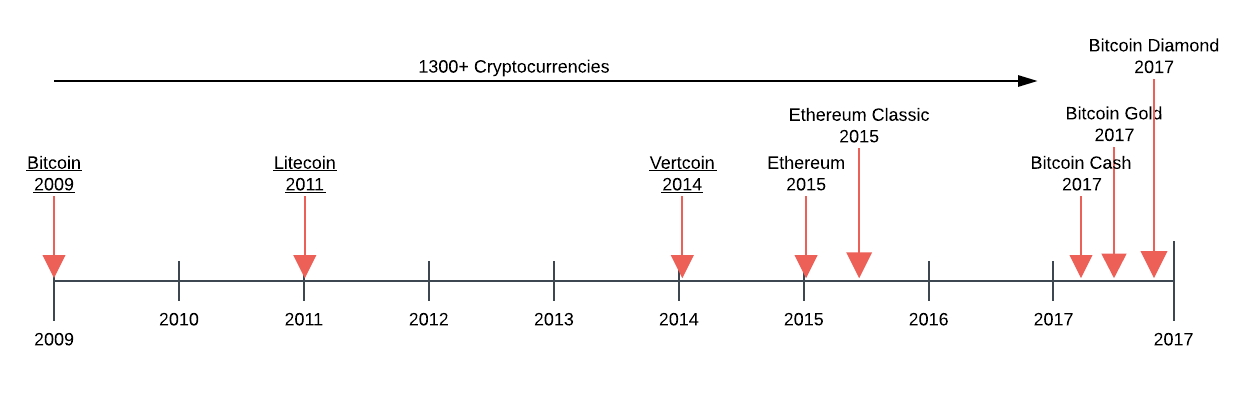 Bitcoin Diamond
2017
1300+ Cryptocurrencies
Ethereum Classic
2015
Bitcoin Gold
2017
Bitcoin
2009
Litecoin
2011
Vertcoin
2014
Ethereum
2015
Bitcoin Cash
2017
2009
2010
2011
2012
2013
2014
2015
2016
2017
2017